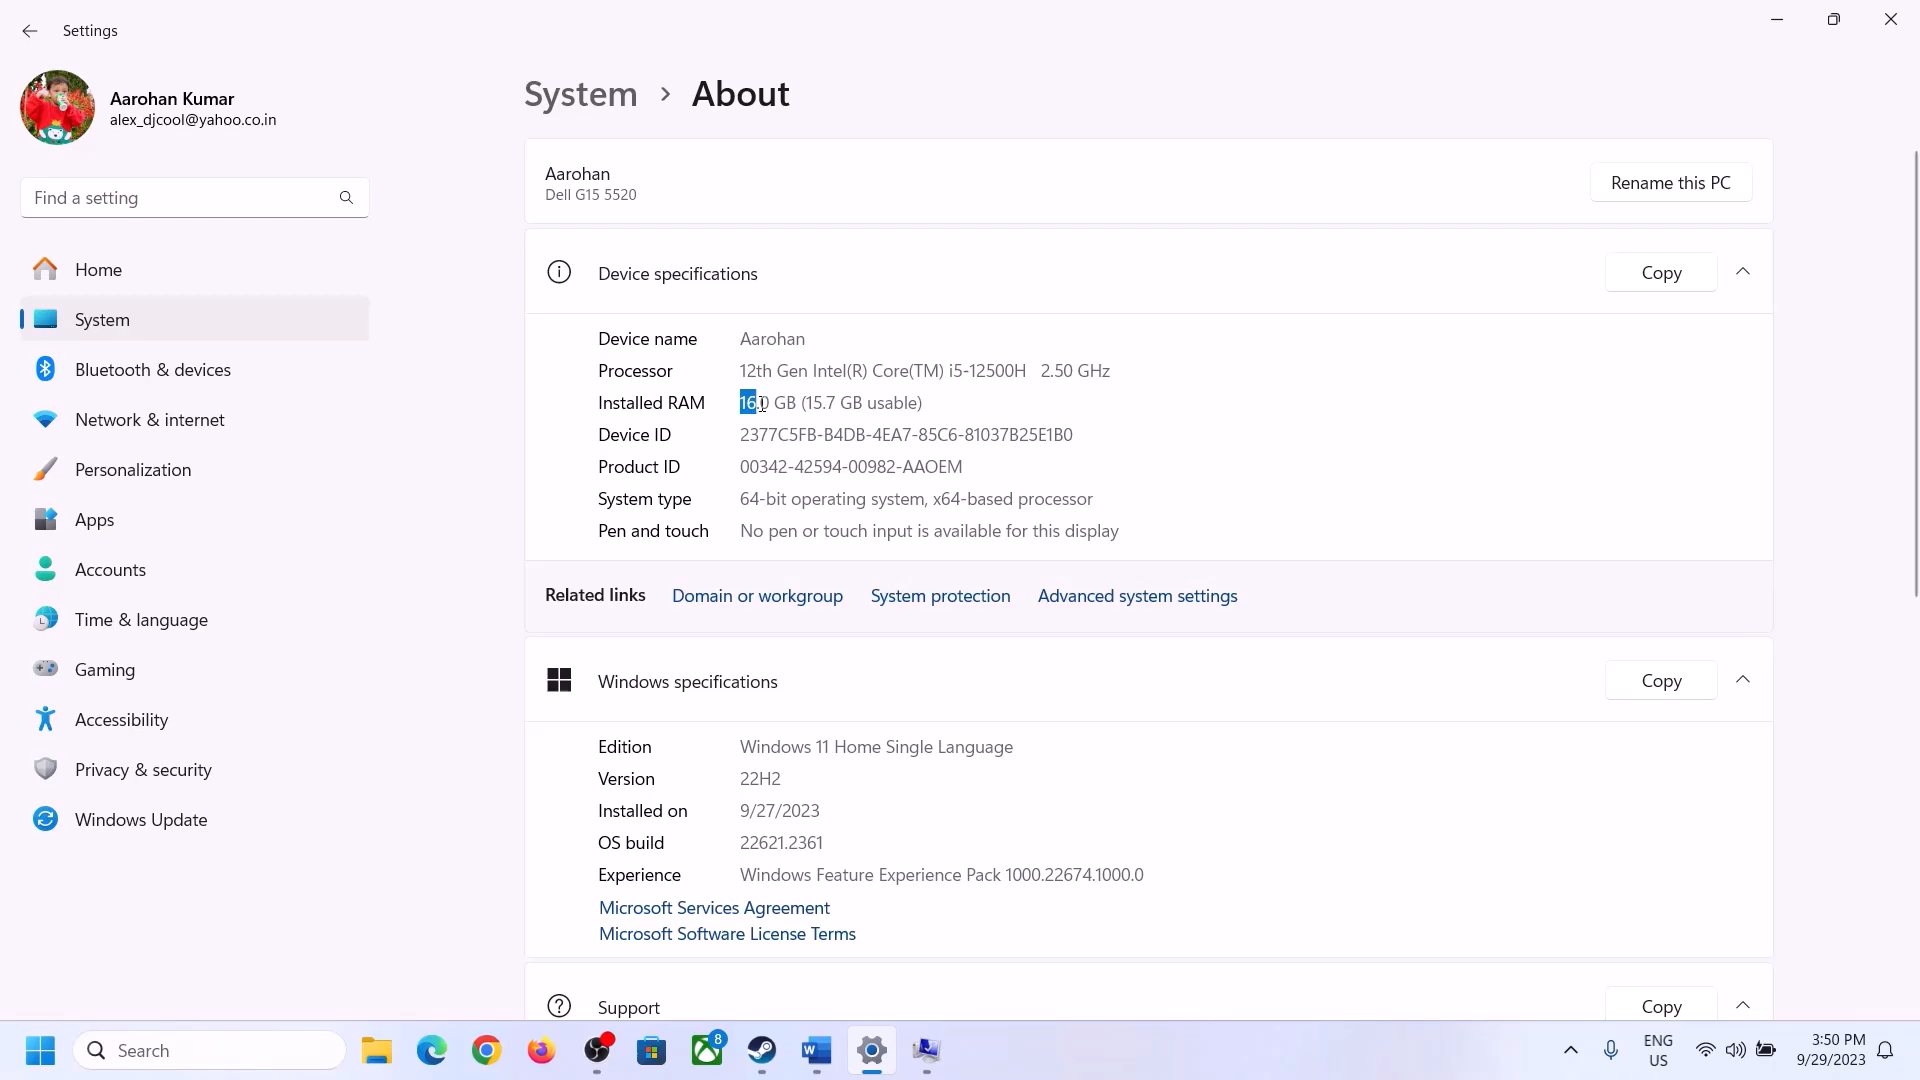 Settings
Aarohan Kumar
alex_djcool@yahoo.co.in
Find a setting
Home
System
Bluetooth & devices
Network & internet
Personalization
Apps
Accounts
Time & language
Gaming
Accessibility
Privacy & security
Windows Update
System > About
Aarohan
Dell G15 5520
Rename this PC
Device specifications
Copy
Device name Aarohan
Processor 12th Gen Intel(R) Core(TM) i5-12500H 2.50 GHz
Installed RAM 16.0 GB (15.7 GB usable)
Device ID 2377C5FB-B4DB-4EA7-85C6-81037B25E1B0
Product ID 00342-42594-00982-AAOEM
System type 64-bit operating system, x64-based processor
Pen and touch No pen or touch input is available for this display
Related links Domain or workgroup System protection Advanced system settings
Windows specifications
Copy
Edition Windows 11 Home Single Language
Version 22H2
Installed on 9/27/2023
OS build 22621.2361
Experience Windows Feature Experience Pack 1000.22674.1000.0
Microsoft Services Agreement
Microsoft Software License Terms
Support
Copy
Search
8
W
ENG
US
3:50 PM
9/29/2023